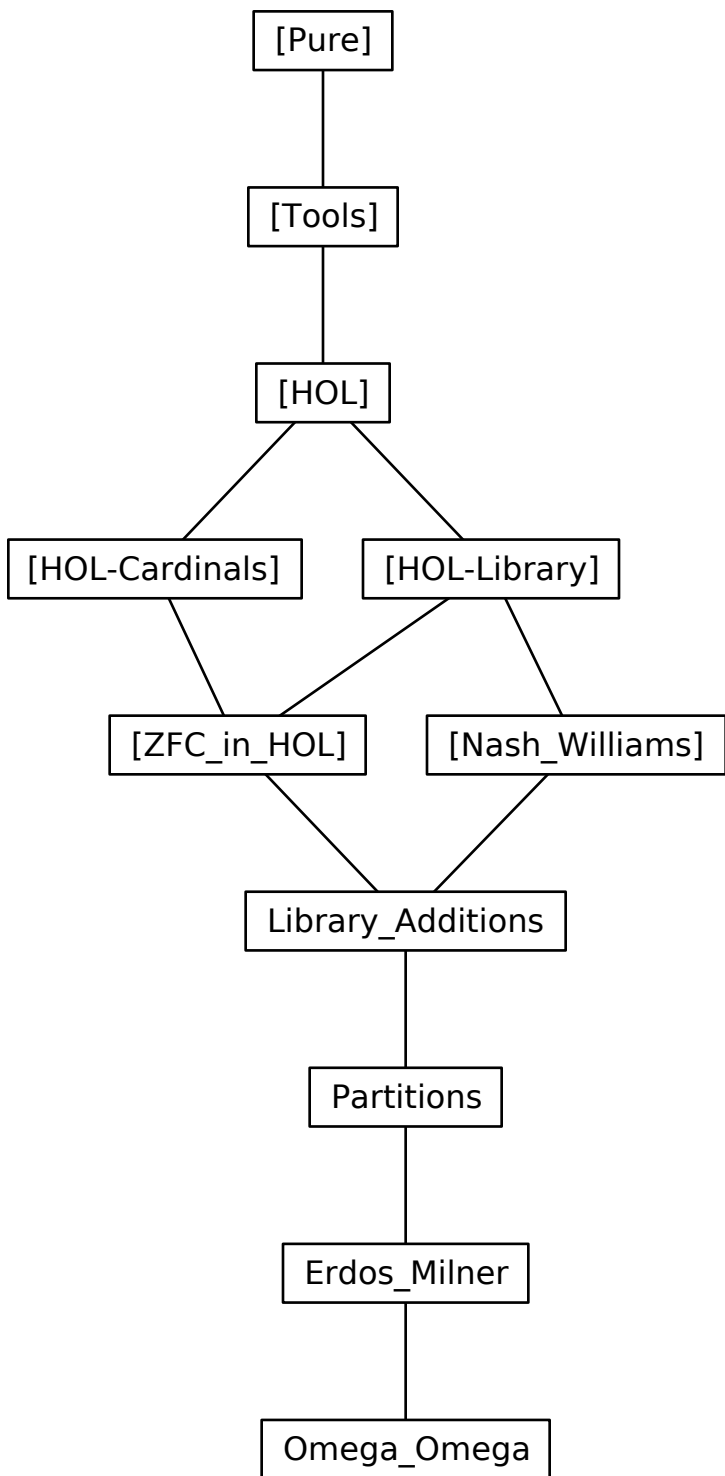 [Pure]
[Tools]
[HOL]
[HOL-Cardinals]
[HOL-Library]
[ZFC_in_HOL]
[Nash_Williams]
Library_Additions
Partitions
Erdos_Milner
Omega_Omega